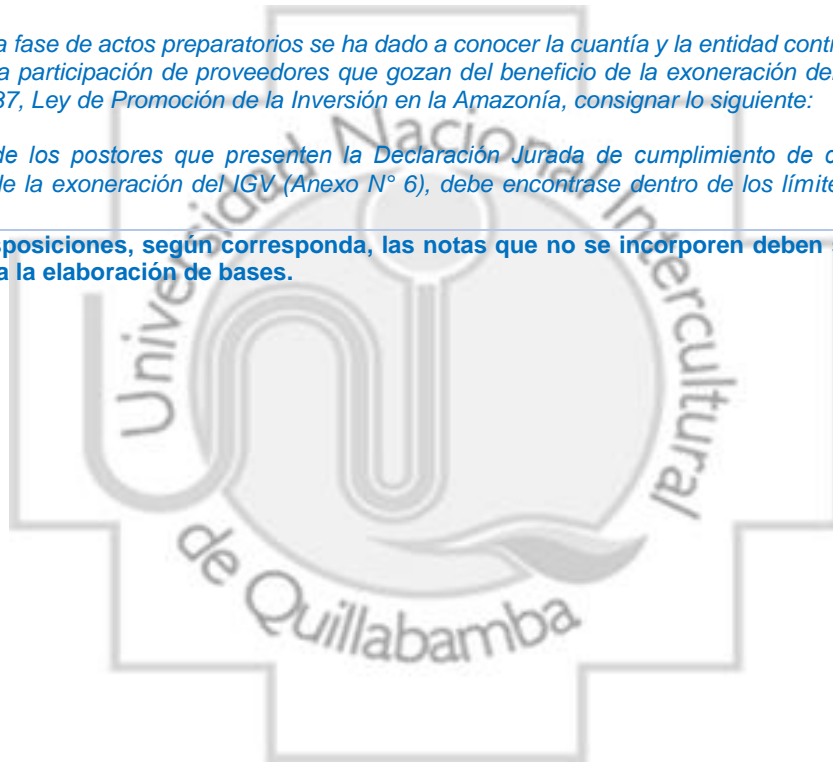 a fase de actos preparatorios se ha dado a conocer la cuantía y la entidad
a participación de proveedores que gozan del beneficio de la exoneración
37, Ley de Promoción de la Inversión en la Amazonía, consignar lo siguiente:
de los postores que presenten la Declaración Jurada de cumplimiento de
de la exoneración del IGV (Anexo N° 6), debe encontrase dentro de los
según corresponda, las notas que no se incorporen deben
a la elaboración de bases.
Universidad Nacional Intercultural
de Quillabamba